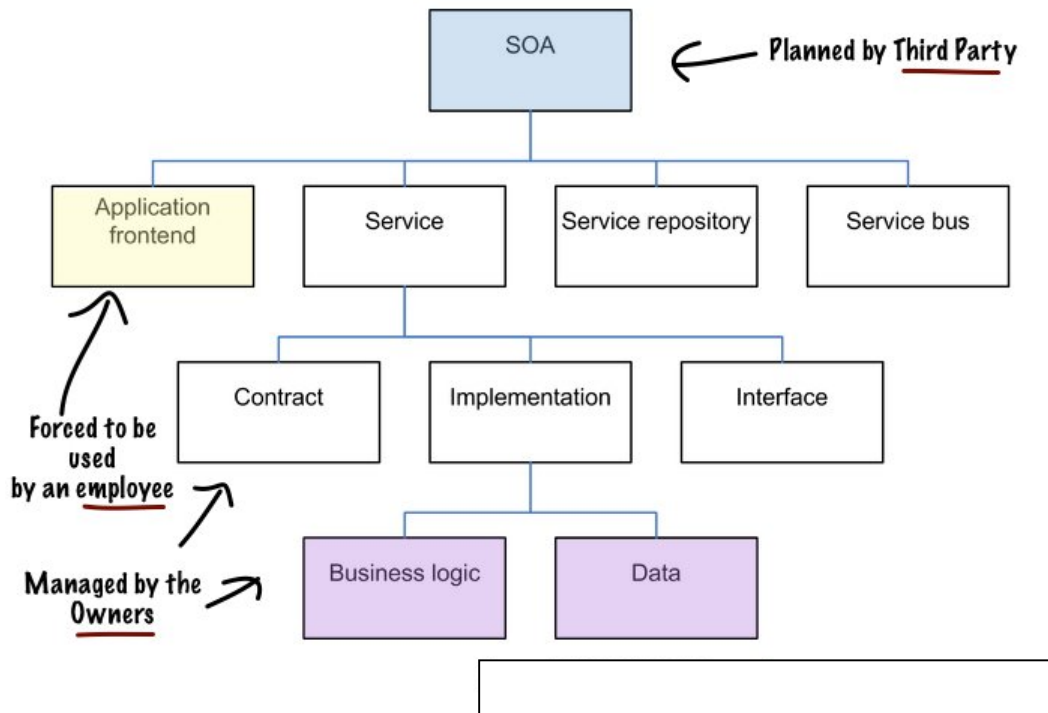 SOA
Planned by Third Party
Application
frontend
Service
Service repository
Service bus
Contract
Implementation
Interface
Forced to be
used
by an employee
Managed by the
Owners
Business logic
Data